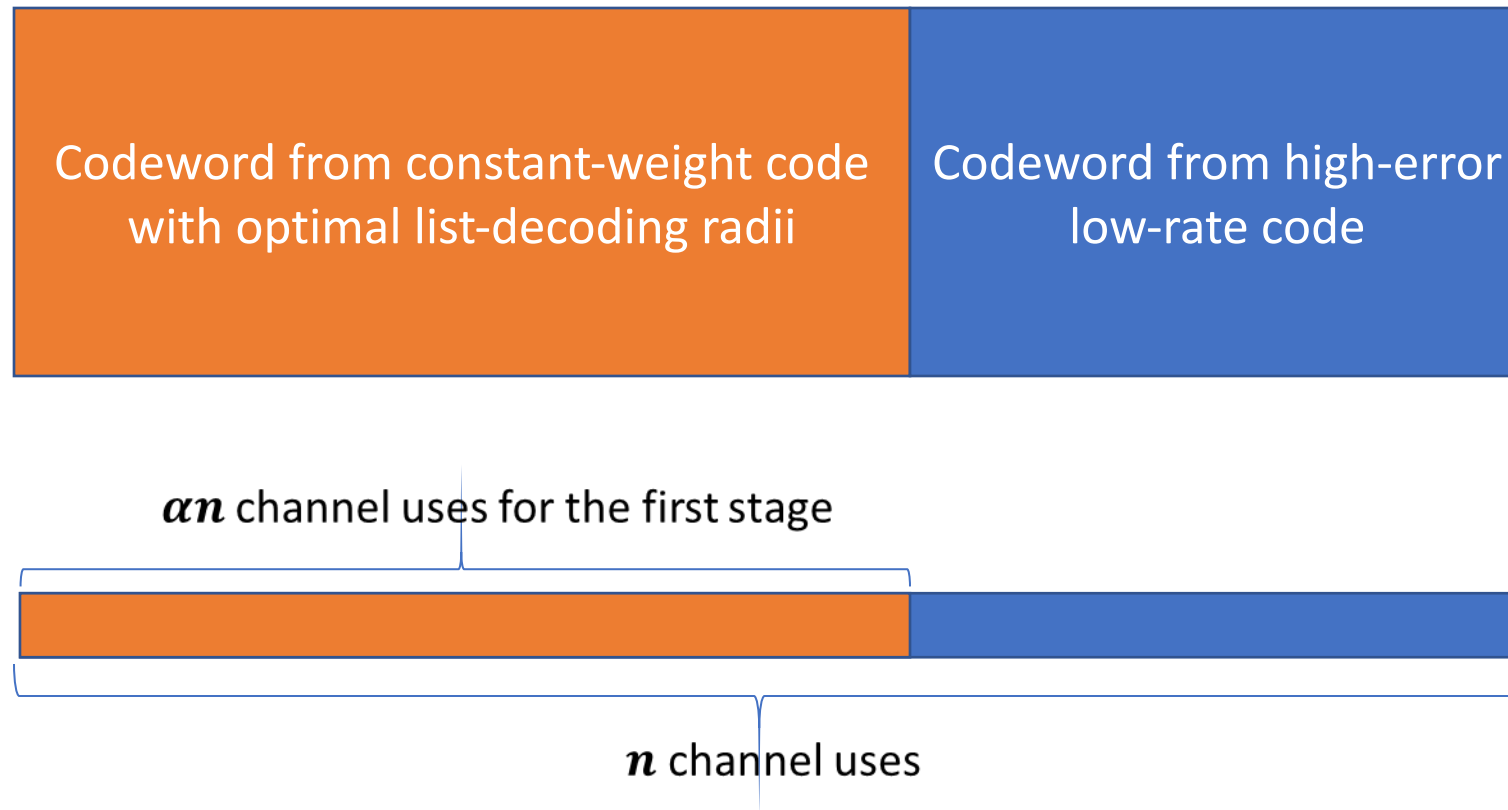 Codeword from constant-weight code
with optimal list-decoding radii
Codeword from high-error
low-rate code
αn channel uses for the first stage
n channel uses